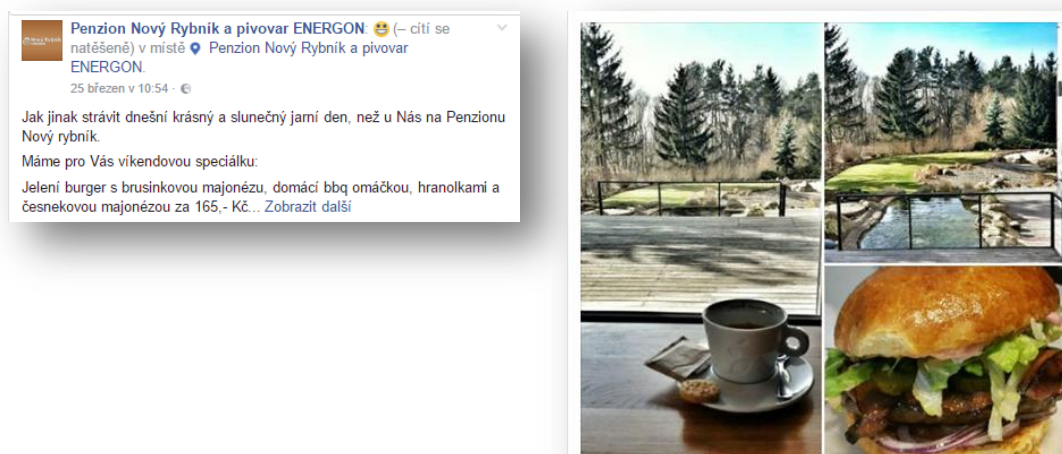 Penzion Nový Rybník a pivovar ENERGON: (– cítí se
natěšeně) v místě Penzion Nový Rybník a pivovar
ENERGON.
25 březen v 10:54 ·
Jak jinak strávit dnešní krásný a slunečný jarní den, než u Nás na Penzionu
Nový rybník.
Máme pro Vás víkendovou speciálku:
Jelení burger s brusinkovou majonézu, domácí bbq omáčkou, hranolkami a
česnekovou majonézou za 165,- Kč... Zobrazit další